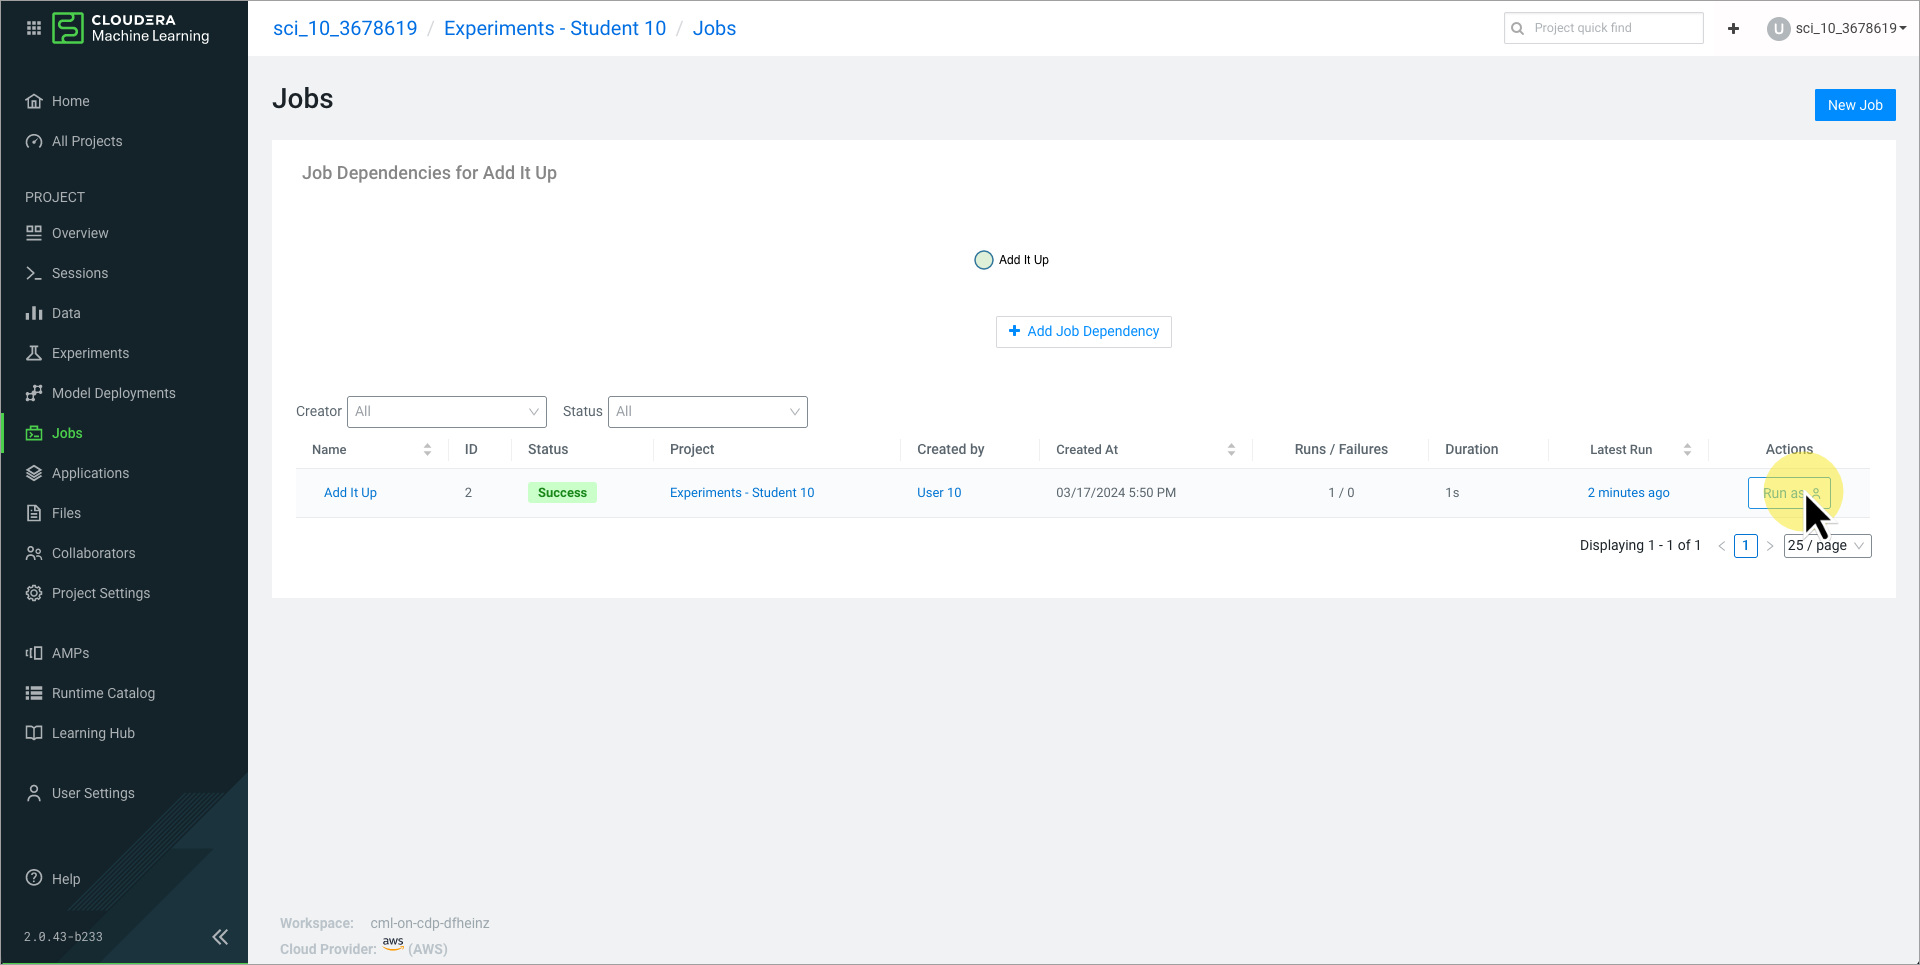 CLOUDERA
Machine Learning
sci_10_3678619 / Experiments - Student 10 / Jobs
Project quick find
U sci_10_3678619
Home
All Projects
PROJECT
Overview
Sessions
Data
Experiments
Model Deployments
Jobs
Applications
Files
Collaborators
Project Settings
AMPs
Runtime Catalog
Learning Hub
User Settings
Help
2.0.43-b233
Jobs
New Job
Job Dependencies for Add It Up
Add It Up
+ Add Job Dependency
Creator All Status All
Name ID Status Project Created by Created At Runs / Failures Duration Latest Run Actions
Add It Up 2 Success Experiments - Student 10 User 10 03/17/2024 5:50 PM 1 / 0 1s 2 minutes ago Run as
Displaying 1 - 1 of 1 < 1 > 25 / page
Workspace: cml-on-cdp-dfheinz
Cloud Provider: aws (AWS)